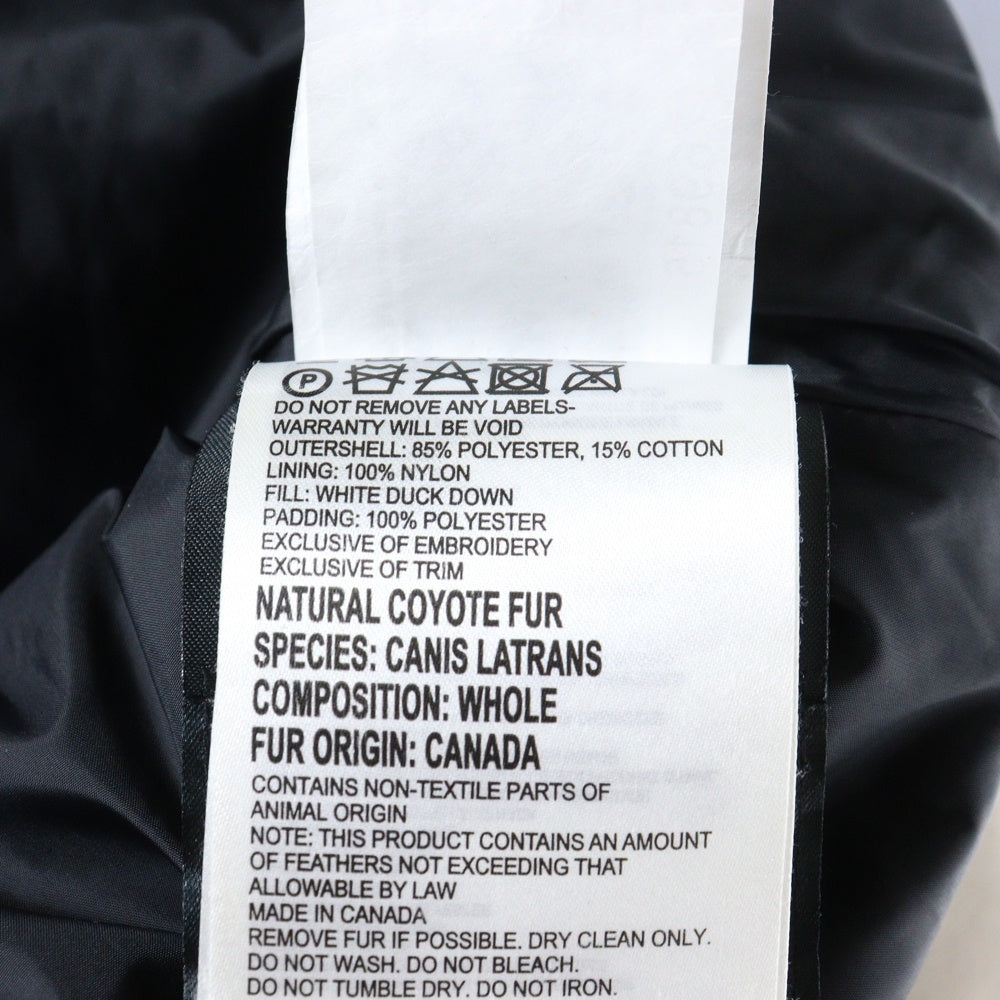 P
DO NOT REMOVE ANY LABELS-
WARRANTY WILL BE VOID
OUTERSHELL: 85% POLYESTER, 15% COTTON
LINING: 100% NYLON
FILL: WHITE DUCK DOWN
PADDING: 100% POLYESTER
EXCLUSIVE OF EMBROIDERY
EXCLUSIVE OF TRIM
NATURAL COYOTE FUR
SPECIES: CANIS LATRANS
COMPOSITION: WHOLE
FUR ORIGIN: CANADA
CONTAINS NON-TEXTILE PARTS OF
ANIMAL ORIGIN
NOTE: THIS PRODUCT CONTAINS AN AMOUNT
OF FEATHERS NOT EXCEEDING THAT
ALLOWABLE BY LAW
MADE IN CANADA
REMOVE FUR IF POSSIBLE. DRY CLEAN ONLY.
DO NOT WASH. DO NOT BLEACH.
DO NOT TUMBLE DRY. DO NOT IRON.